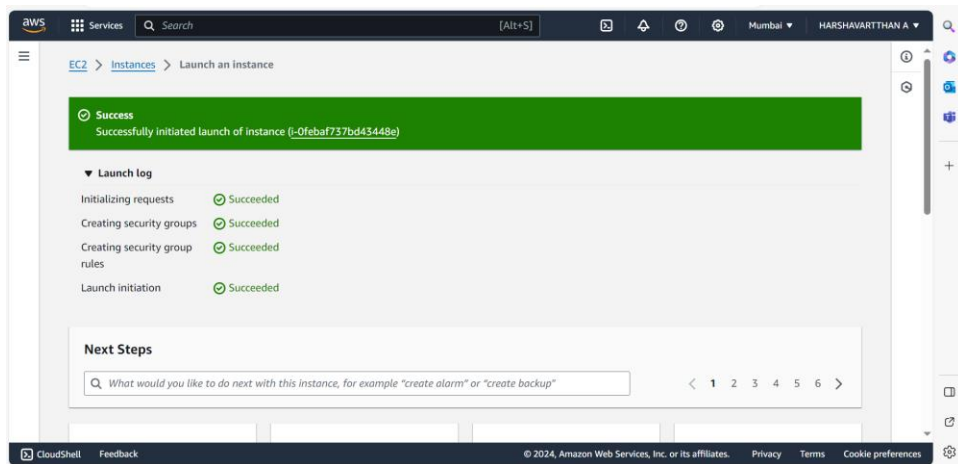 aws
Services
Search
[Alt+S]
Mumbai
HARSHAVARTTHAN A
EC2 > Instances > Launch an instance
Success
Successfully initiated launch of instance (i-0febaf737bd43448e)
Launch log
Initializing requests
Succeeded
Creating security groups
Succeeded
Creating security group
rules
Succeeded
Launch initiation
Succeeded
Next Steps
What would you like to do next with this instance, for example "create alarm" or "create backup"
1 2 3 4 5 6
CloudShell
Feedback
© 2024, Amazon Web Services, Inc. or its affiliates.
Privacy
Terms
Cookie preferences